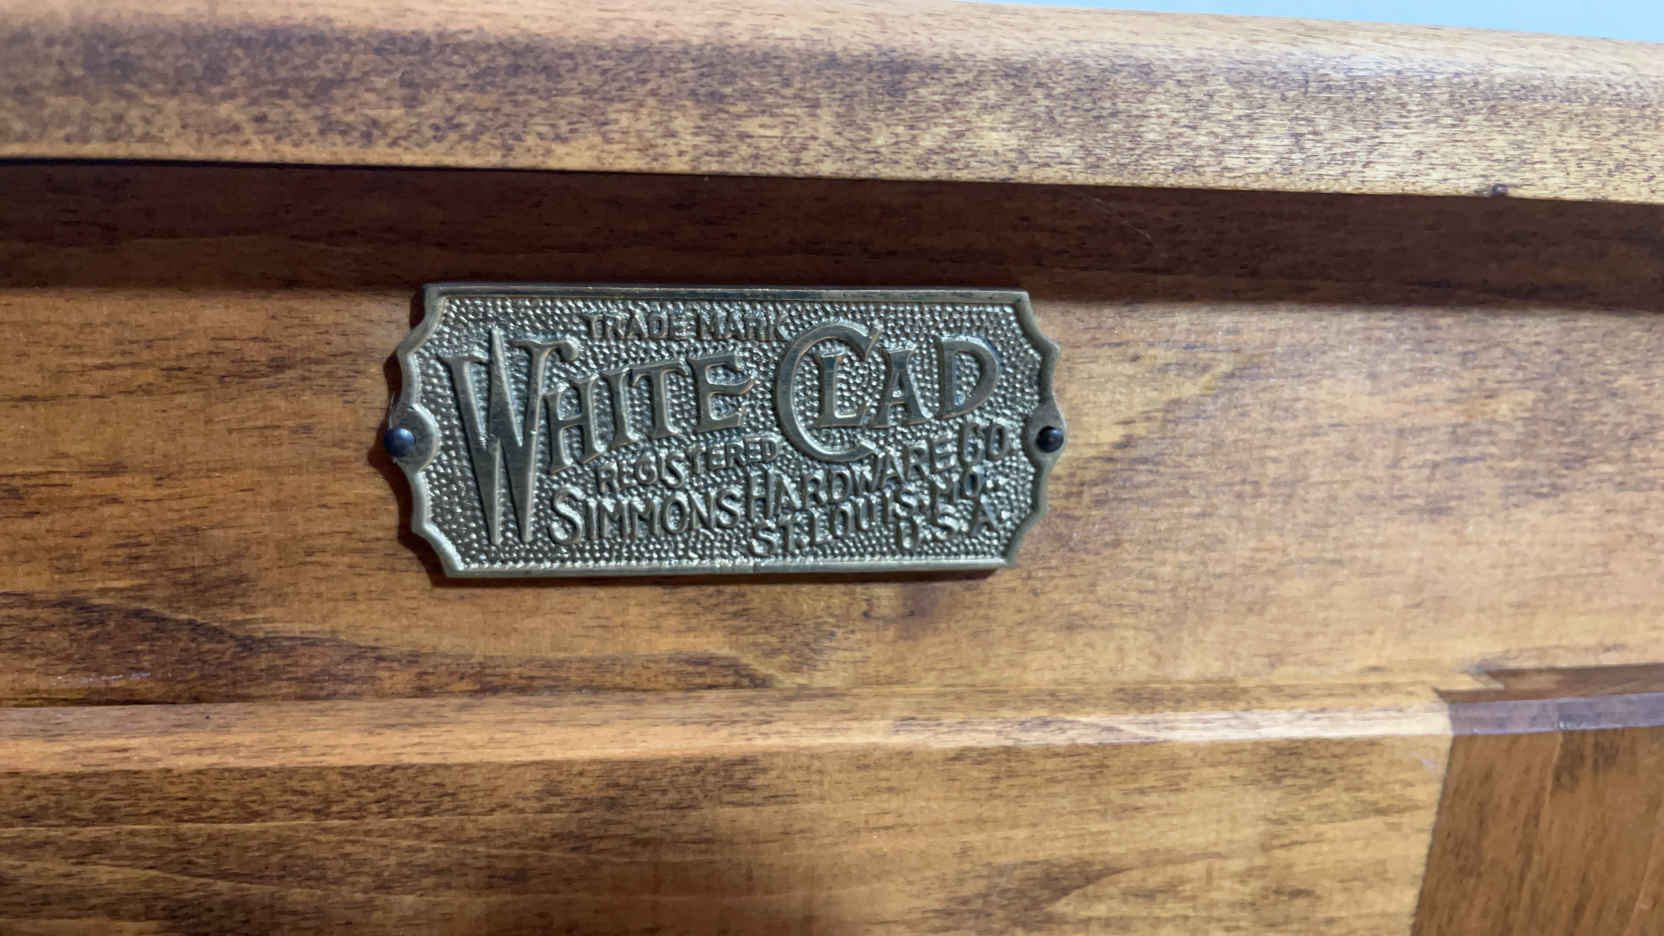 TRADE MARK
WHITE CLAD
REGISTERED
SIMMONS HARDWARE CO
ST. LOUIS. MO.
U.S.A.